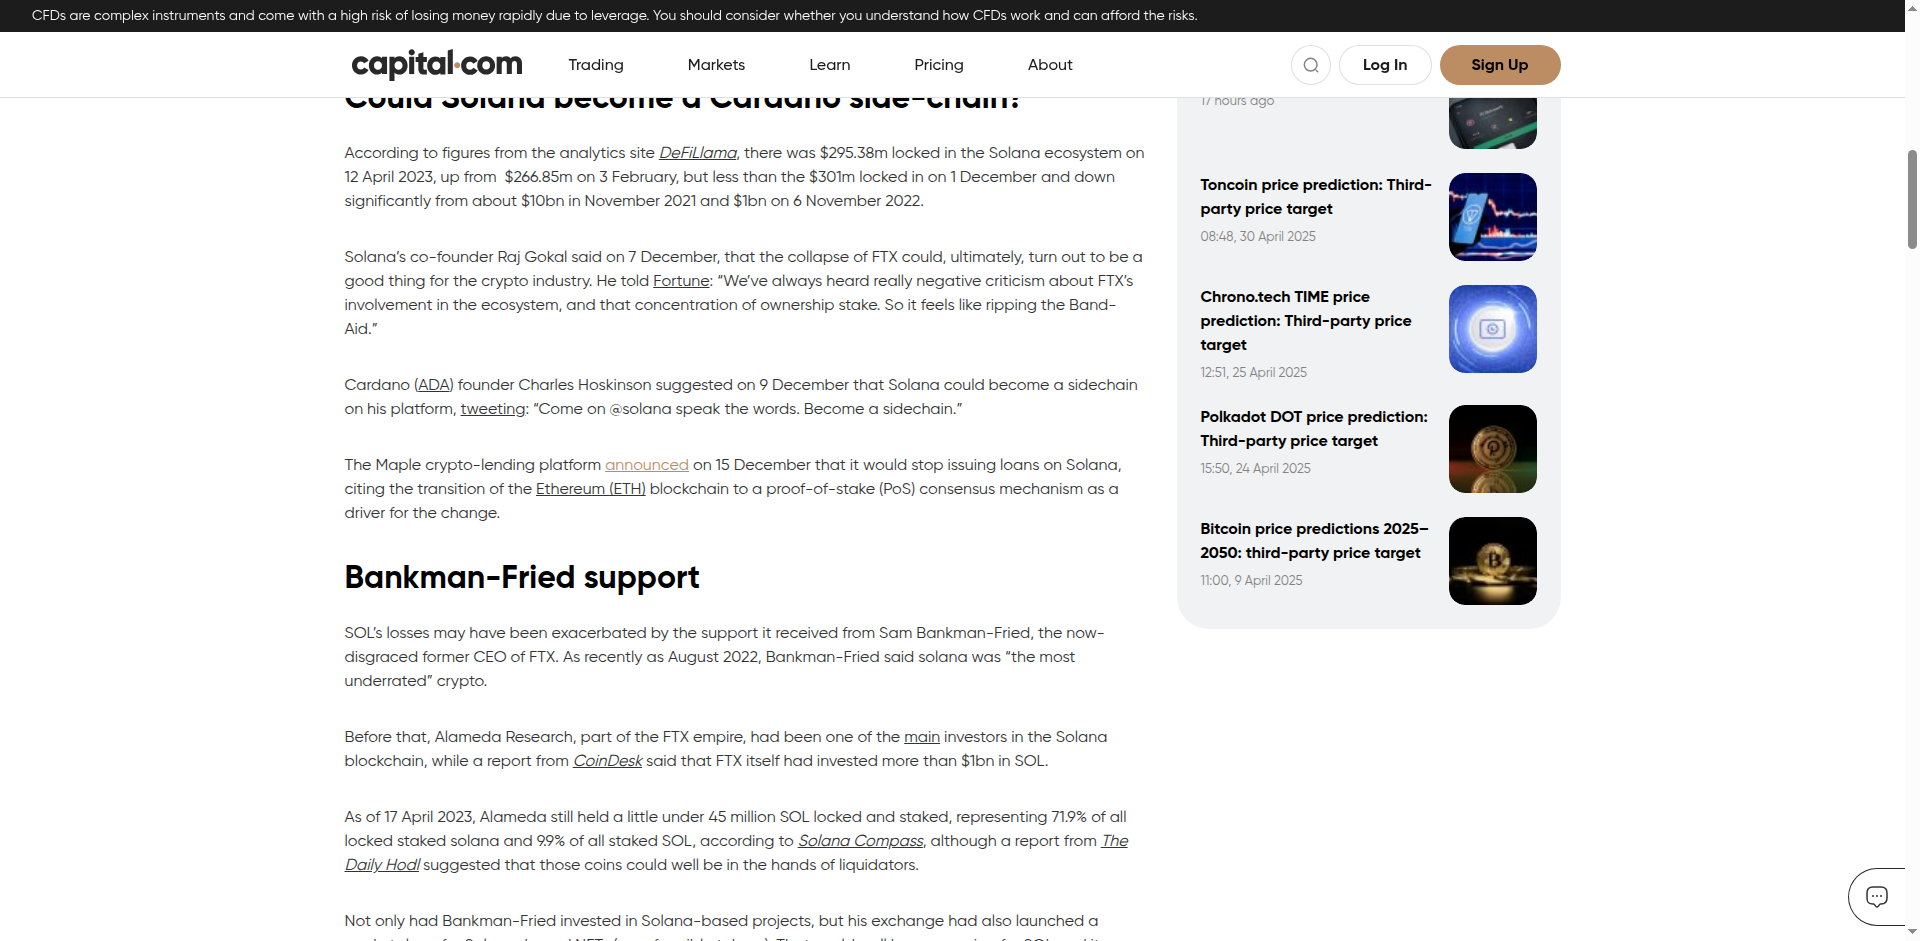 CFDs are complex instruments and come with a high risk of losing money rapidly due to leverage. You should consider whether you understand how CFDs work and can afford the risks.
capital.com
Trading
Markets
Learn
Pricing
About
Log In
Sign Up
Could Solana become a Cardano side-chain?
According to figures from the analytics site DeFiLlama, there was $295.38m locked in the Solana ecosystem on
12 April 2023, up from  $266.85m on 3 February, but less than the $301m locked in on 1 December and down
significantly from about $10bn in November 2021 and $1bn on 6 November 2022.
Solana’s co-founder Raj Gokal said on 7 December, that the collapse of FTX could, ultimately, turn out to be a
good thing for the crypto industry. He told Fortune: “We’ve always heard really negative criticism about FTX’s
involvement in the ecosystem, and that concentration of ownership stake. So it feels like ripping the Band-
Aid.”
Cardano (ADA) founder Charles Hoskinson suggested on 9 December that Solana could become a sidechain
on his platform, tweeting: “Come on @solana speak the words. Become a sidechain.”
The Maple crypto-lending platform announced on 15 December that it would stop issuing loans on Solana,
citing the transition of the Ethereum (ETH) blockchain to a proof-of-stake (PoS) consensus mechanism as a
driver for the change.
Bankman-Fried support
SOL’s losses may have been exacerbated by the support it received from Sam Bankman-Fried, the now-
disgraced former CEO of FTX. As recently as August 2022, Bankman-Fried said solana was “the most
underrated” crypto.
Before that, Alameda Research, part of the FTX empire, had been one of the main investors in the Solana
blockchain, while a report from CoinDesk said that FTX itself had invested more than $1bn in SOL.
As of 17 April 2023, Alameda still held a little under 45 million SOL locked and staked, representing 71.9% of all
locked staked solana and 9.9% of all staked SOL, according to Solana Compass, although a report from The
Daily Hodl suggested that those coins could well be in the hands of liquidators.
Not only had Bankman-Fried invested in Solana-based projects, but his exchange had also launched a
17 hours ago
Toncoin price prediction: Third-
party price target
08:48, 30 April 2025
Chrono.tech TIME price
prediction: Third-party price
target
12:51, 25 April 2025
Polkadot DOT price prediction:
Third-party price target
15:50, 24 April 2025
Bitcoin price predictions 2025–
2050: third-party price target
11:00, 9 April 2025